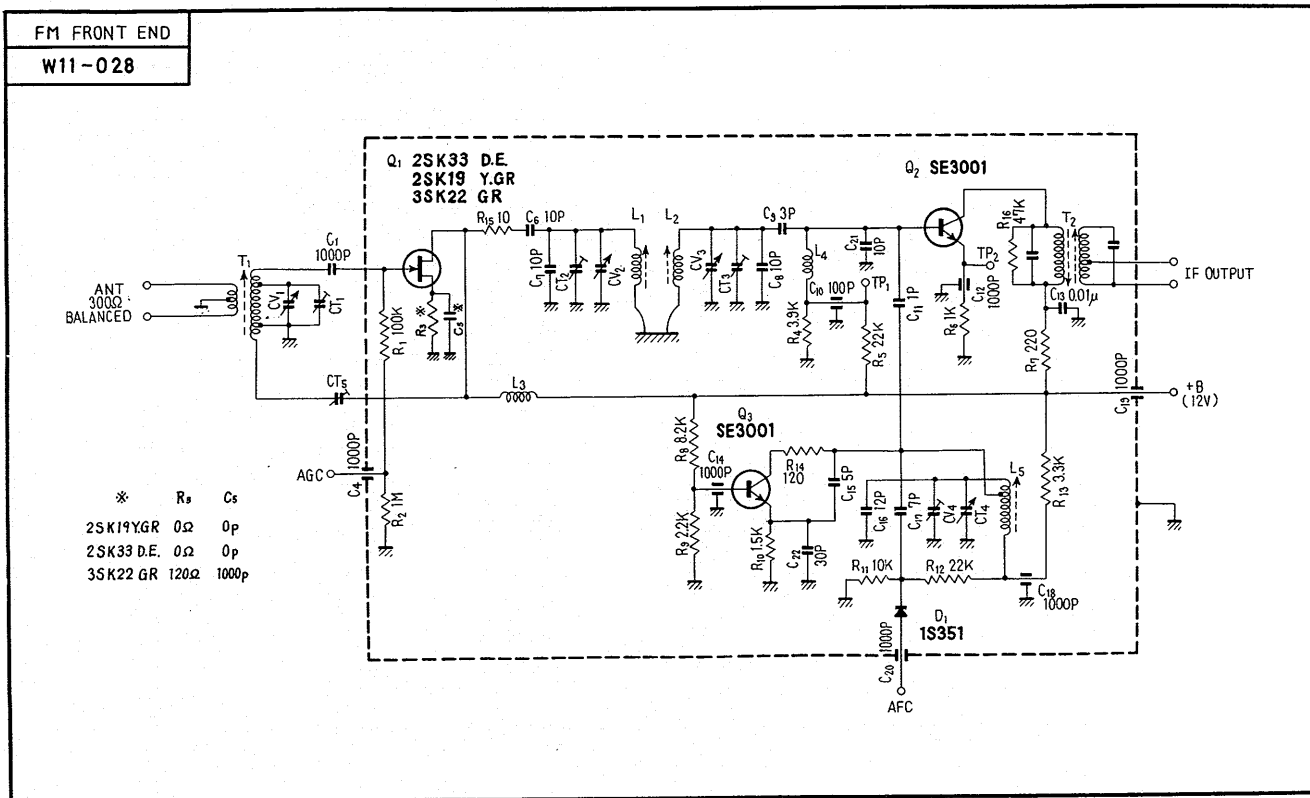 FM FRONT END
W11-028
Q1 2SK33 D.E.
2SK19 Y.GR
3SK22 GR
Q2 SE3001
R15 10
C6 10P
L1
L2
C9 3P
C21 10P
R16 47K
T2
C1 1000P
T1
ANT
300Ω
BALANCED
CV1
CT1
R1 100K
R3 ※
C5 ※
C7 10P
CT2
CV2
CV3
CT3
C8 10P
L4
C10 100P
TP1
R4 3.9K
R5 22K
C11 1P
TP2
C12 1000P
R6 1K
C13 0.01μ
R7 220
IF OUTPUT
CT5
L3
C19 1000P
+B
(12V)
AGC
C4 1000P
R2 1M
R8 8.2K
C14 1000P
Q3
SE3001
R14 120
C15 5P
R9 2.2K
R10 1.5K
C22 30P
C16 12P
C17 7P
CV4
CT4
L5
R13 3.3K
R11 10K
R12 22K
C18 1000P
D1
1S351
C20 1000P
AFC
※ Rs Cs
2SK19Y.GR 0Ω 0p
2SK33 D.E. 0Ω 0p
3SK22 GR 120Ω 1000p